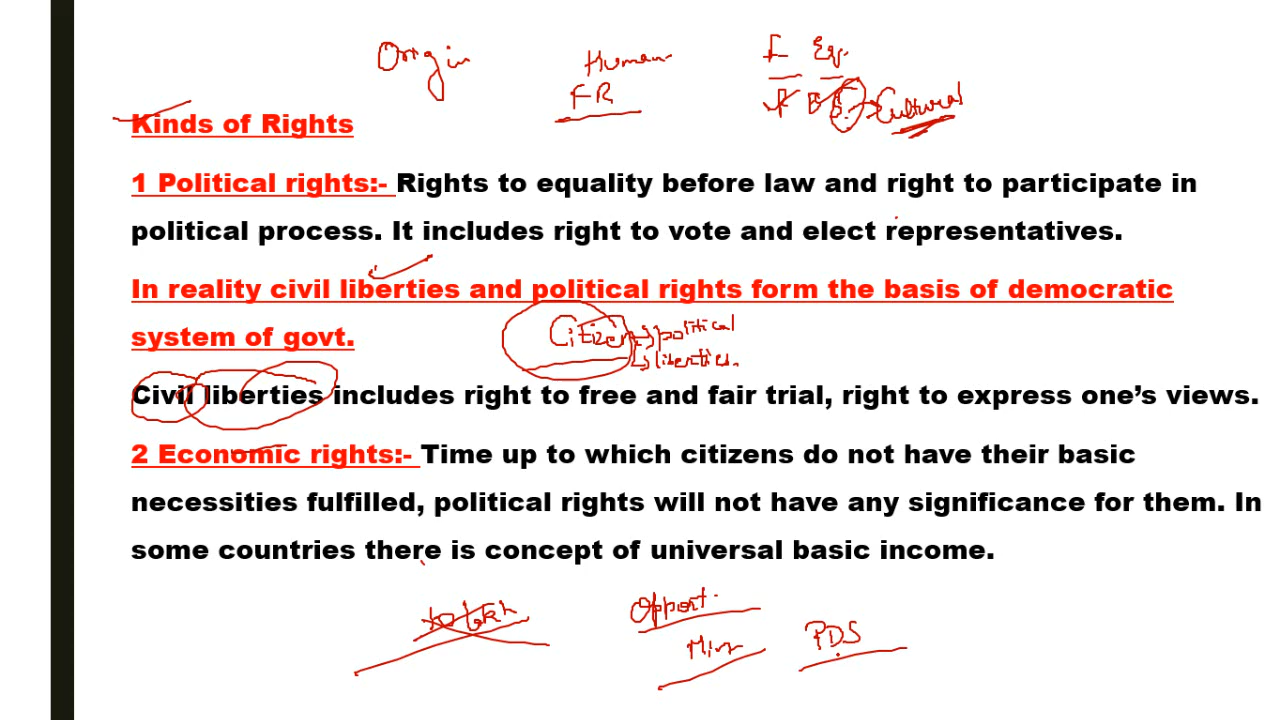 Origin Human L Eq.
FR
P E S. → Cultural
Kinds of Rights
1 Political rights:- Rights to equality before law and right to participate in
political process. It includes right to vote and elect representatives.
In reality civil liberties and political rights form the basis of democratic
system of govt.
Citizen → political
→ liberties.
Civil liberties includes right to free and fair trial, right to express one's views.
2 Economic rights:- Time up to which citizens do not have their basic
necessities fulfilled, political rights will not have any significance for them. In
some countries there is concept of universal basic income.
Opport.
PDS